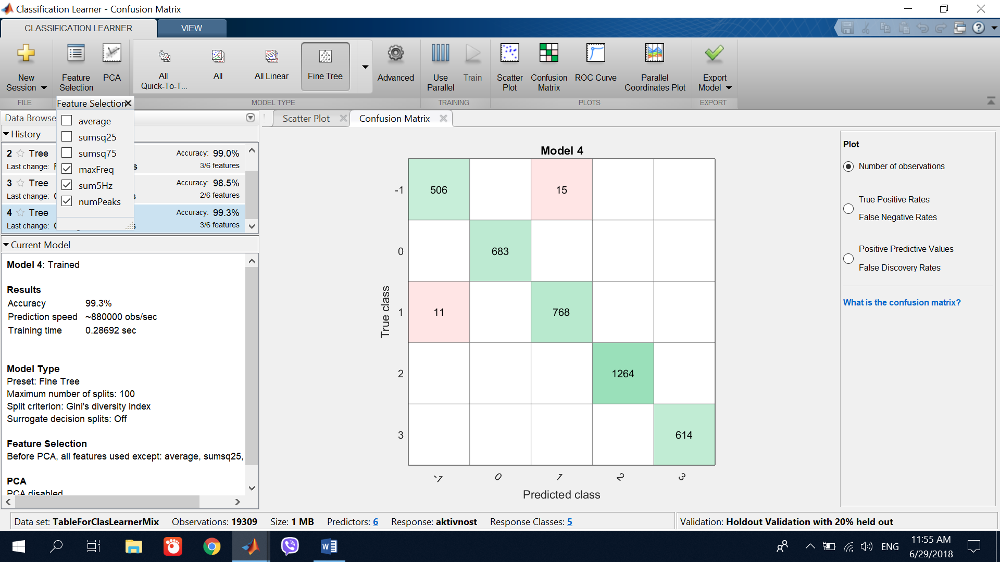 Classification Learner - Confusion Matrix
CLASSIFICATION LEARNER
VIEW
New Session
Feature Selection
PCA
All Quick-To-T...
All
All Linear
Fine Tree
Advanced
Use Parallel
Train
Scatter Plot
Confusion Matrix
ROC Curve
Parallel Coordinates Plot
Export Model
FILE
MODEL TYPE
TRAINING
PLOTS
EXPORT
Feature Selection
average
sumsq25
sumsq75
maxFreq
sum5Hz
numPeaks
Data Browse
History
2 Tree Accuracy: 99.0%
Last change: 3/6 features
3 Tree Accuracy: 98.5%
Last change: 2/6 features
4 Tree Accuracy: 99.3%
Last change: 3/6 features
Current Model
Model 4: Trained
Results
Accuracy 99.3%
Prediction speed ~880000 obs/sec
Training time 0.28692 sec
Model Type
Preset: Fine Tree
Maximum number of splits: 100
Split criterion: Gini's diversity index
Surrogate decision splits: Off
Feature Selection
Before PCA, all features used except: average, sumsq25,
PCA
PCA disabled
Scatter Plot
Confusion Matrix
Model 4
-1 506 15
0 683
1 11 768
2 1264
3 614
True class
-1 0 1 2 3
Predicted class
Plot
Number of observations
True Positive Rates
False Negative Rates
Positive Predictive Values
False Discovery Rates
What is the confusion matrix?
Data set: TableForClasLearnerMix Observations: 19309 Size: 1 MB Predictors: 6 Response: aktivnost Response Classes: 5
Validation: Holdout Validation with 20% held out
ENG
11:55 AM
6/29/2018